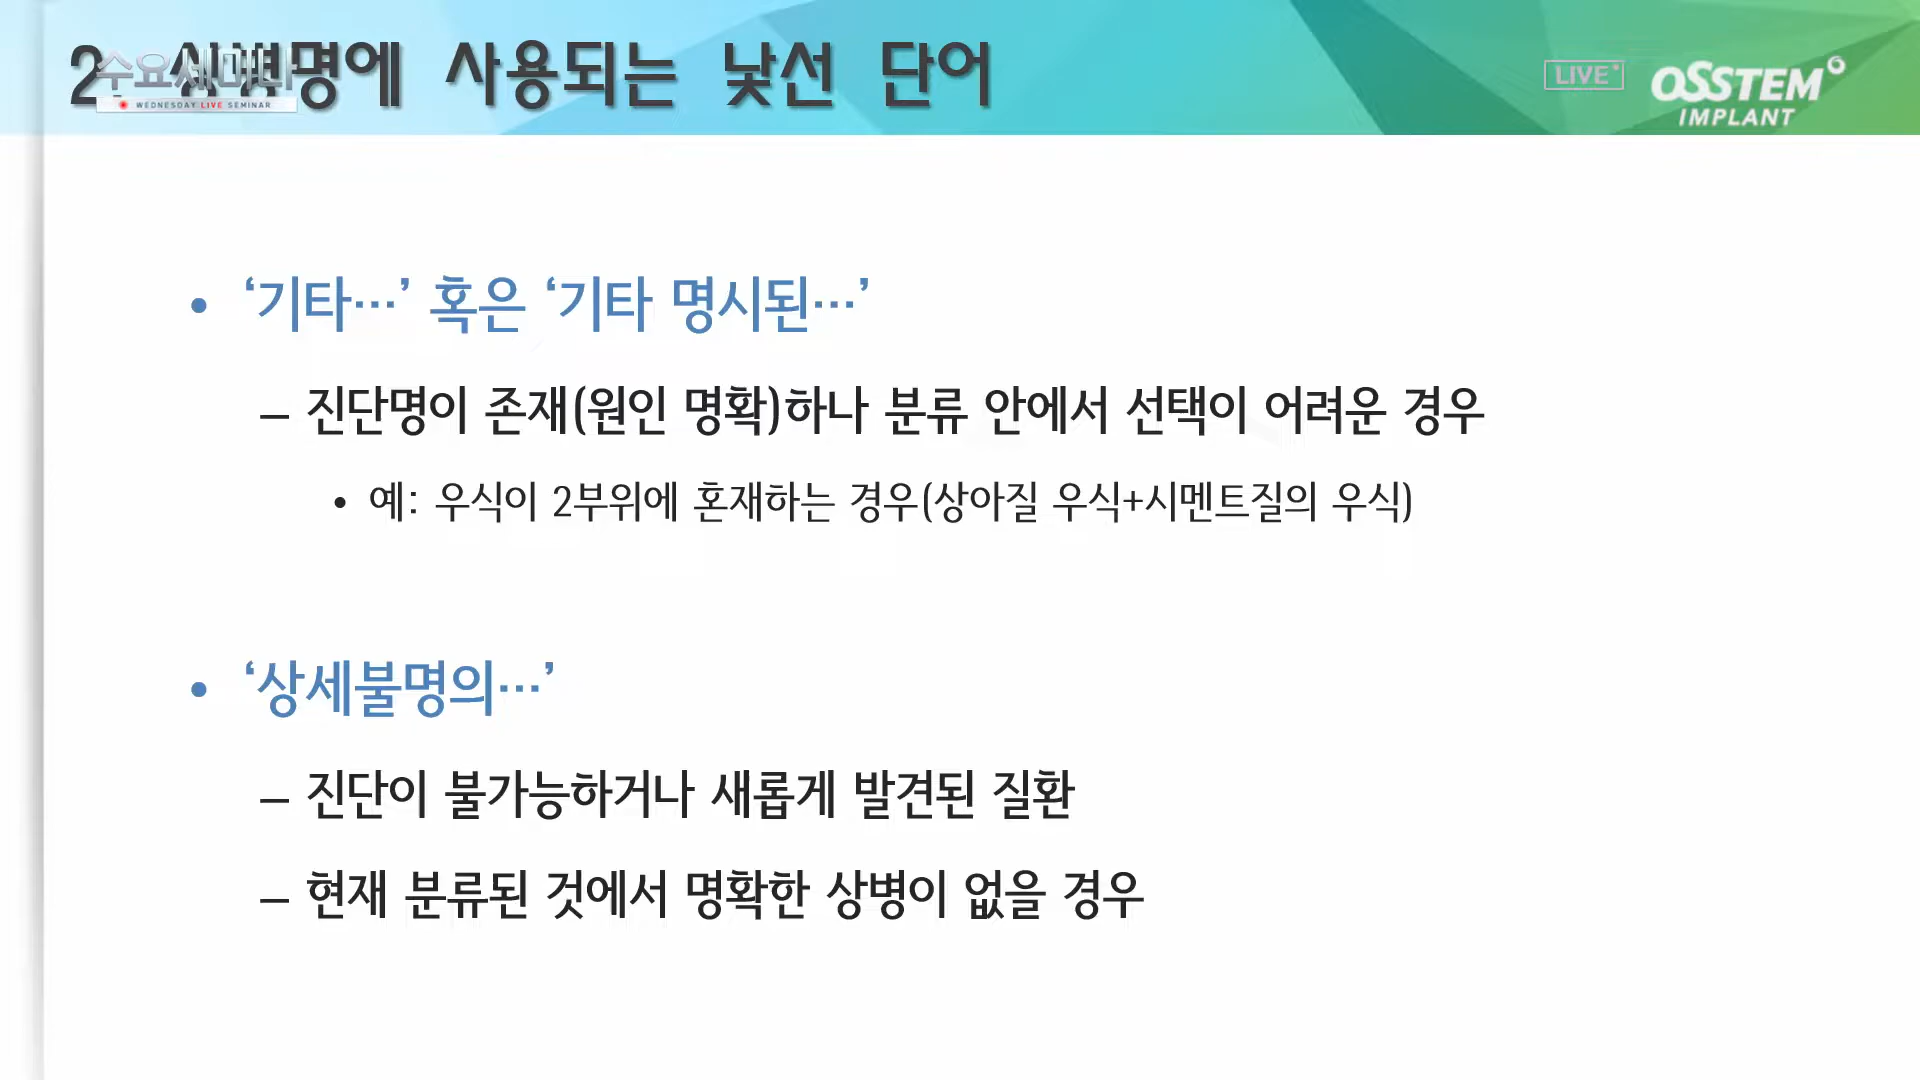 2. 상병명에 사용되는 낯선 단어
수요세미나
WEDNESDAY LIVE SEMINAR
LIVE
OSSTEM
IMPLANT
• ‘기타…’ 혹은 ‘기타 명시된…’
– 진단명이 존재(원인 명확)하나 분류 안에서 선택이 어려운 경우
• 예: 우식이 2부위에 혼재하는 경우(상아질 우식+시멘트질의 우식)
• ‘상세불명의…’
– 진단이 불가능하거나 새롭게 발견된 질환
– 현재 분류된 것에서 명확한 상병이 없을 경우